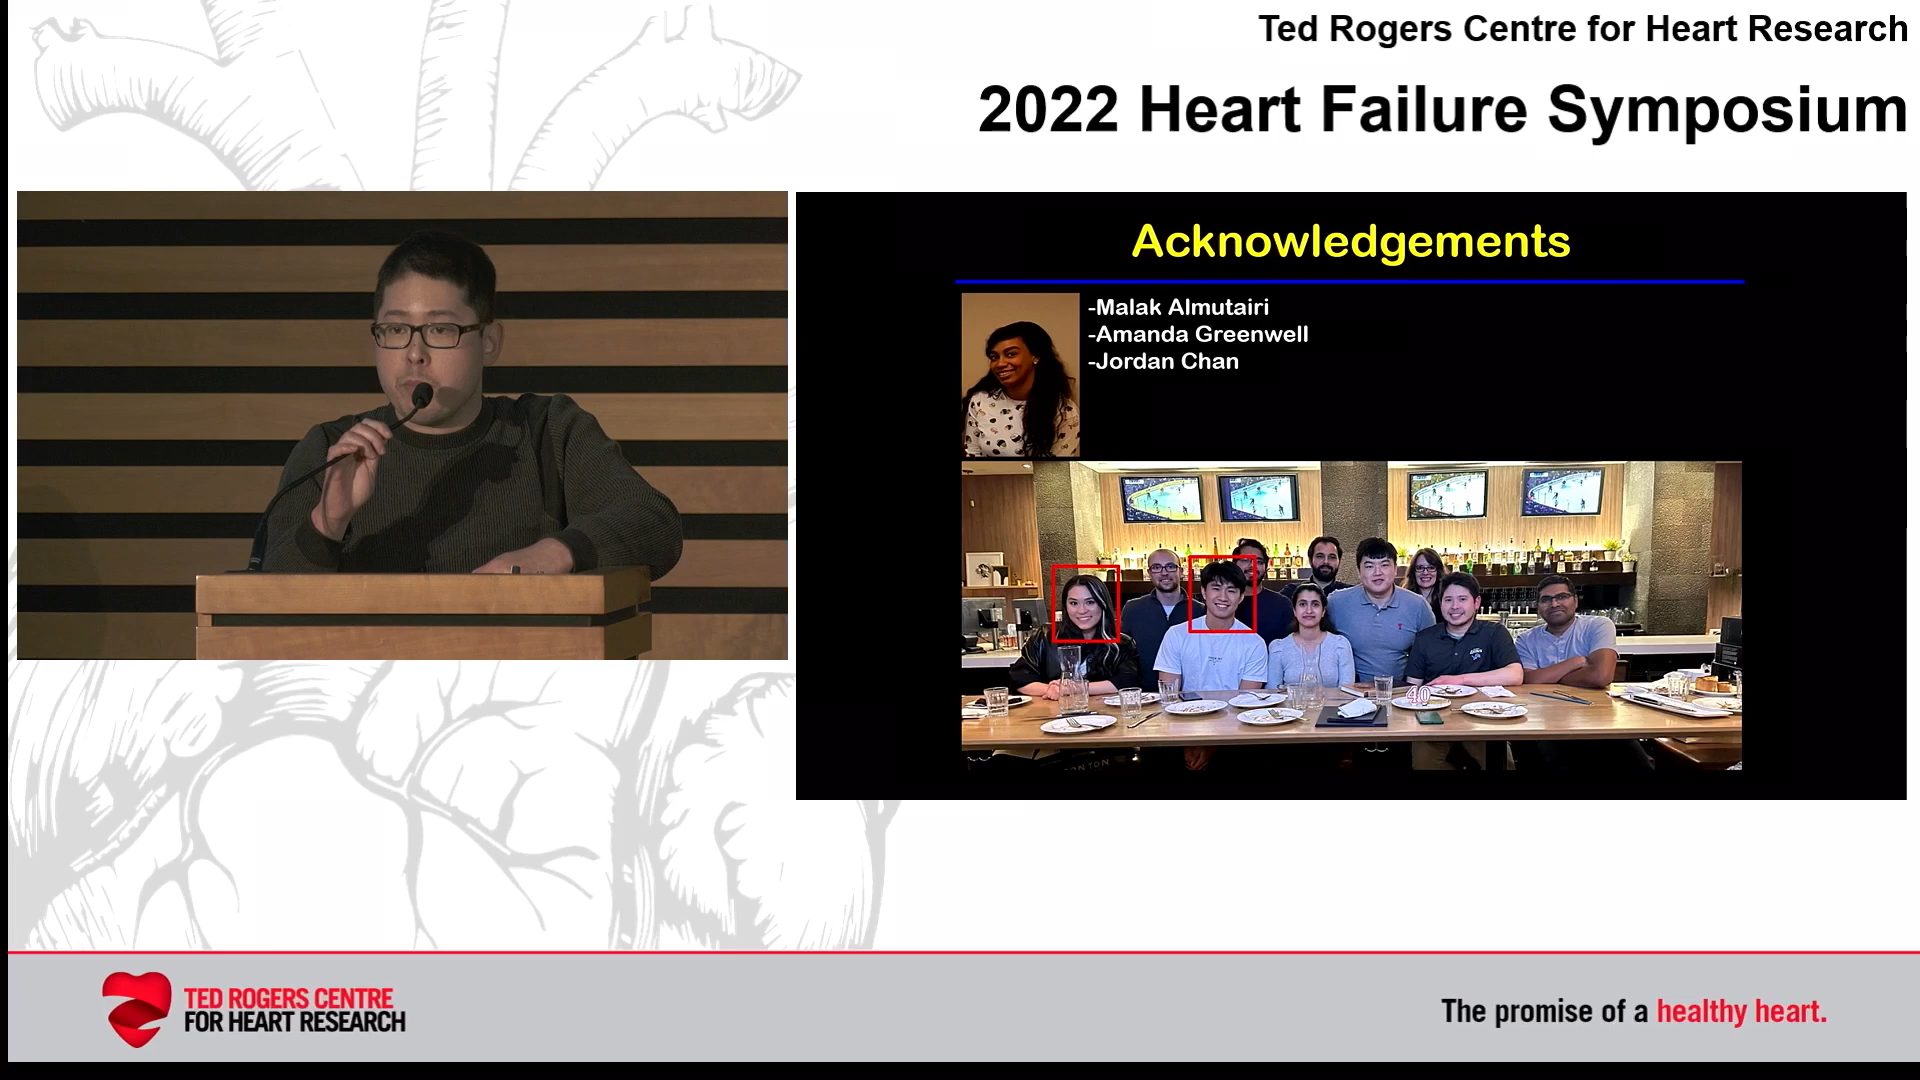 Ted Rogers Centre for Heart Research
2022 Heart Failure Symposium
Acknowledgements
-Malak Almutairi
-Amanda Greenwell
-Jordan Chan
40
TED ROGERS CENTRE
FOR HEART RESEARCH
The promise of a healthy heart.